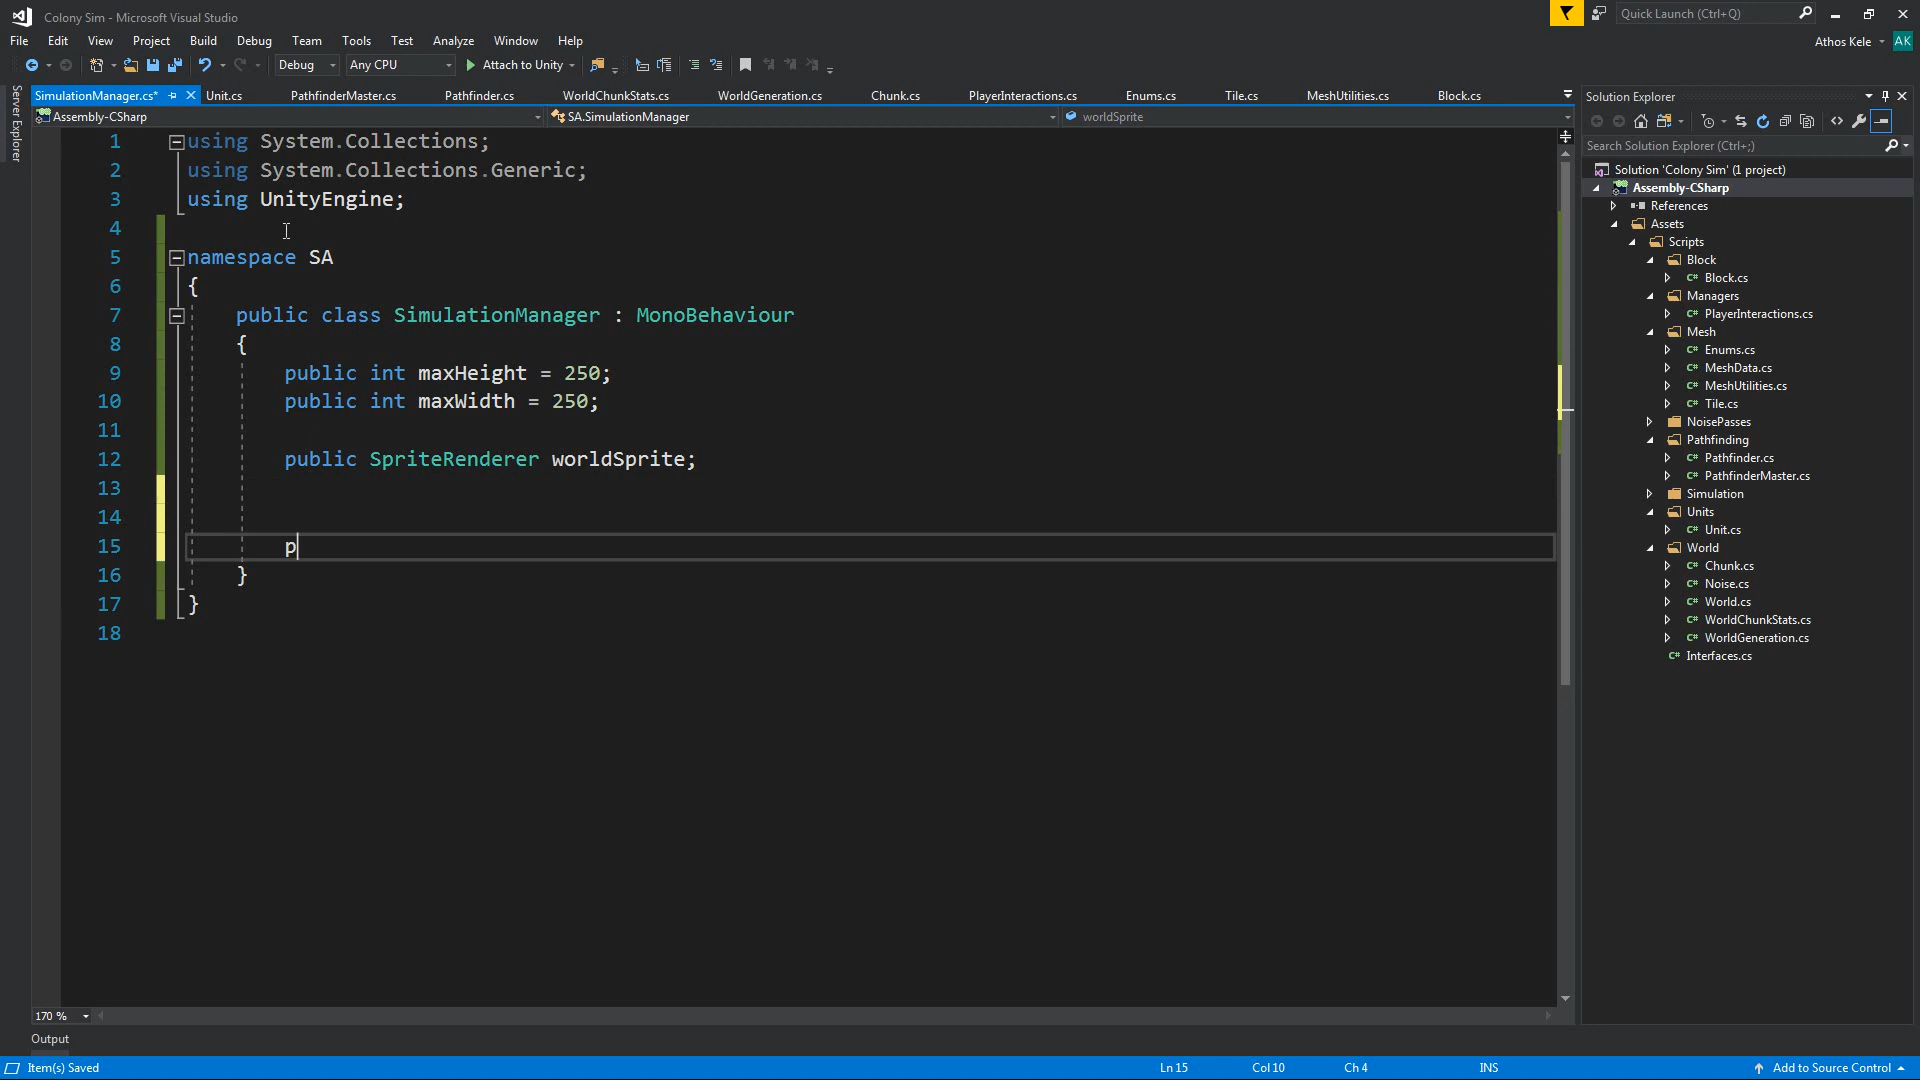 Colony Sim - Microsoft Visual Studio
Quick Launch (Ctrl+Q)
File Edit View Project Build Debug Team Tools Test Analyze Window Help
Athos Kele AK
Debug Any CPU Attach to Unity
Server Explorer
SimulationManager.cs* Unit.cs PathfinderMaster.cs Pathfinder.cs WorldChunkStats.cs WorldGeneration.cs Chunk.cs PlayerInteractions.cs Enums.cs Tile.cs MeshUtilities.cs Block.cs
Assembly-CSharp SA.SimulationManager worldSprite
1 using System.Collections;
2 using System.Collections.Generic;
3 using UnityEngine;
4
5 namespace SA
6 {
7 public class SimulationManager : MonoBehaviour
8 {
9 public int maxHeight = 250;
10 public int maxWidth = 250;
11
12 public SpriteRenderer worldSprite;
13
14
15 p
16 }
17 }
18
170 %
Output
Item(s) Saved Ln 15 Col 10 Ch 4 INS Add to Source Control
Solution Explorer
Search Solution Explorer (Ctrl+;)
Solution 'Colony Sim' (1 project)
Assembly-CSharp
References
Assets
Scripts
Block
C# Block.cs
Managers
C# PlayerInteractions.cs
Mesh
C# Enums.cs
C# MeshData.cs
C# MeshUtilities.cs
C# Tile.cs
NoisePasses
Pathfinding
C# Pathfinder.cs
C# PathfinderMaster.cs
Simulation
Units
C# Unit.cs
World
C# Chunk.cs
C# Noise.cs
C# World.cs
C# WorldChunkStats.cs
C# WorldGeneration.cs
C# Interfaces.cs